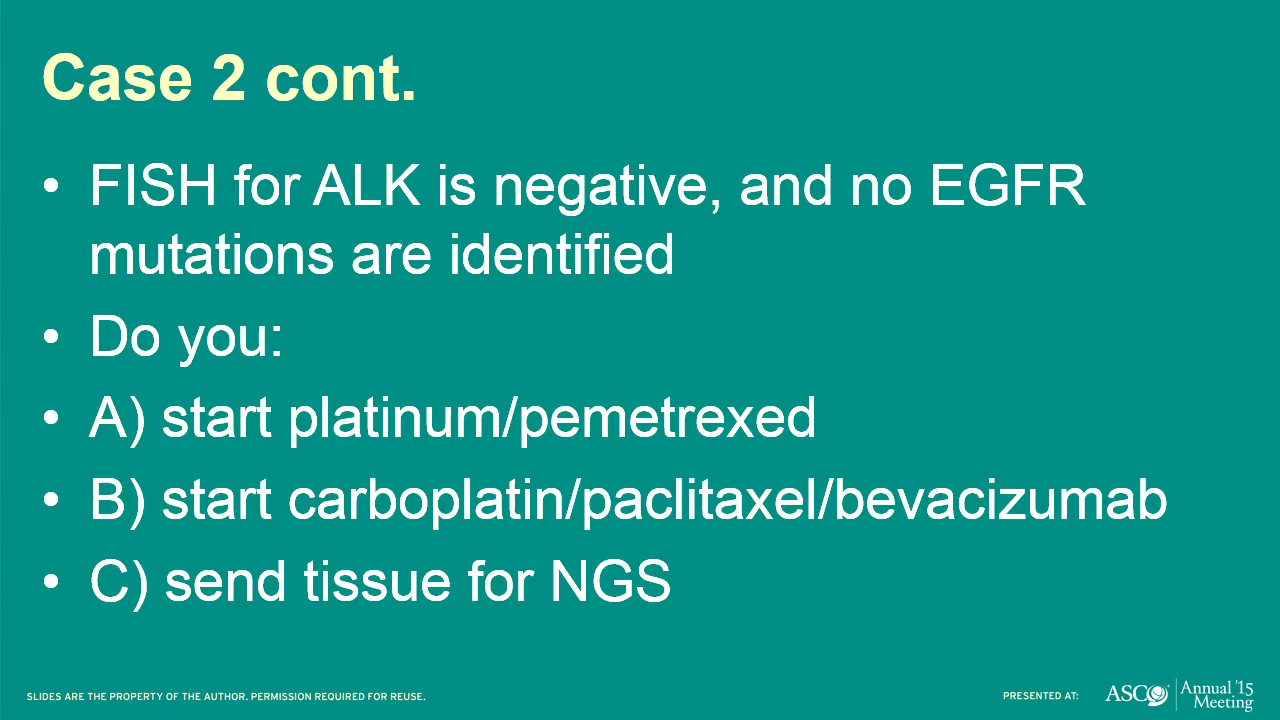 Case 2 cont.
• FISH for ALK is negative, and no EGFR
mutations are identified
• Do you:
• A) start platinum/pemetrexed
• B) start carboplatin/paclitaxel/bevacizumab
• C) send tissue for NGS
SLIDES ARE THE PROPERTY OF THE AUTHOR. PERMISSION REQUIRED FOR REUSE.
PRESENTED AT:
ASCO
Annual '15
Meeting